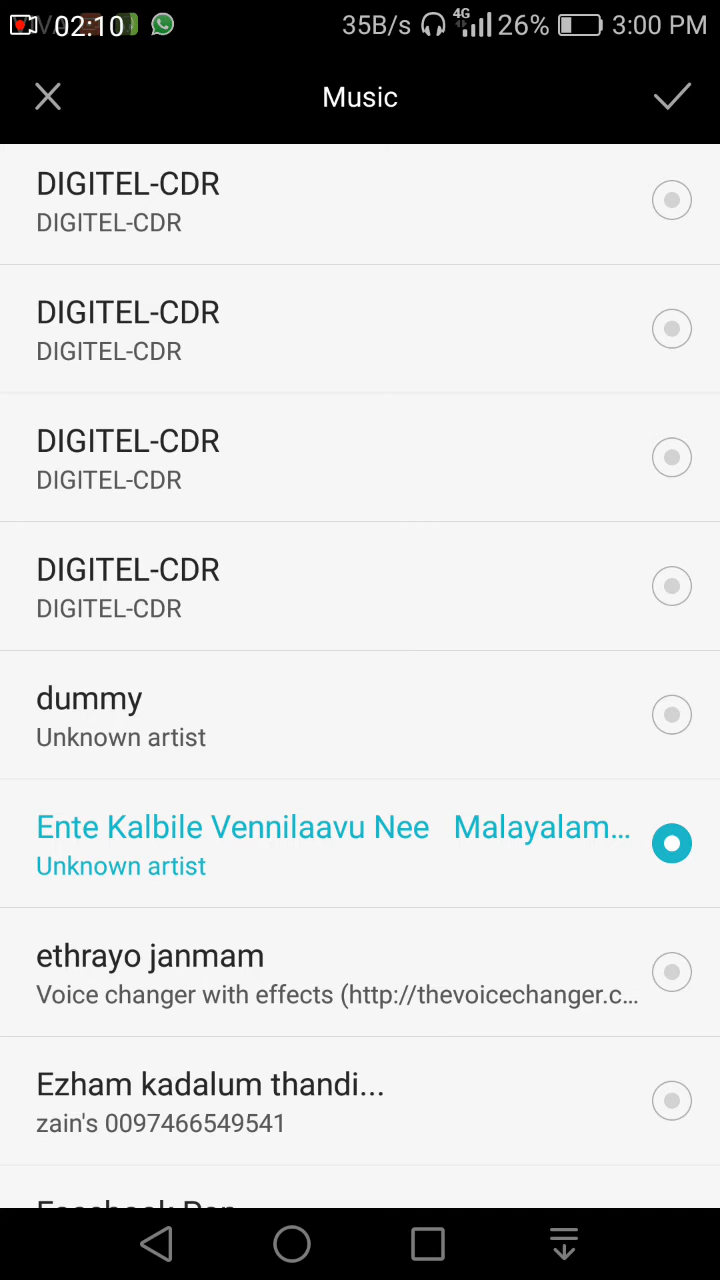 02:10 35B/s 4G 26% 3:00 PM
Music
DIGITEL-CDR
DIGITEL-CDR
DIGITEL-CDR
DIGITEL-CDR
DIGITEL-CDR
DIGITEL-CDR
DIGITEL-CDR
DIGITEL-CDR
dummy
Unknown artist
Ente Kalbile Vennilaavu Nee Malayalam...
Unknown artist
ethrayo janmam
Voice changer with effects (http://thevoicechanger.c...
Ezham kadalum thandi...
zain's 0097466549541